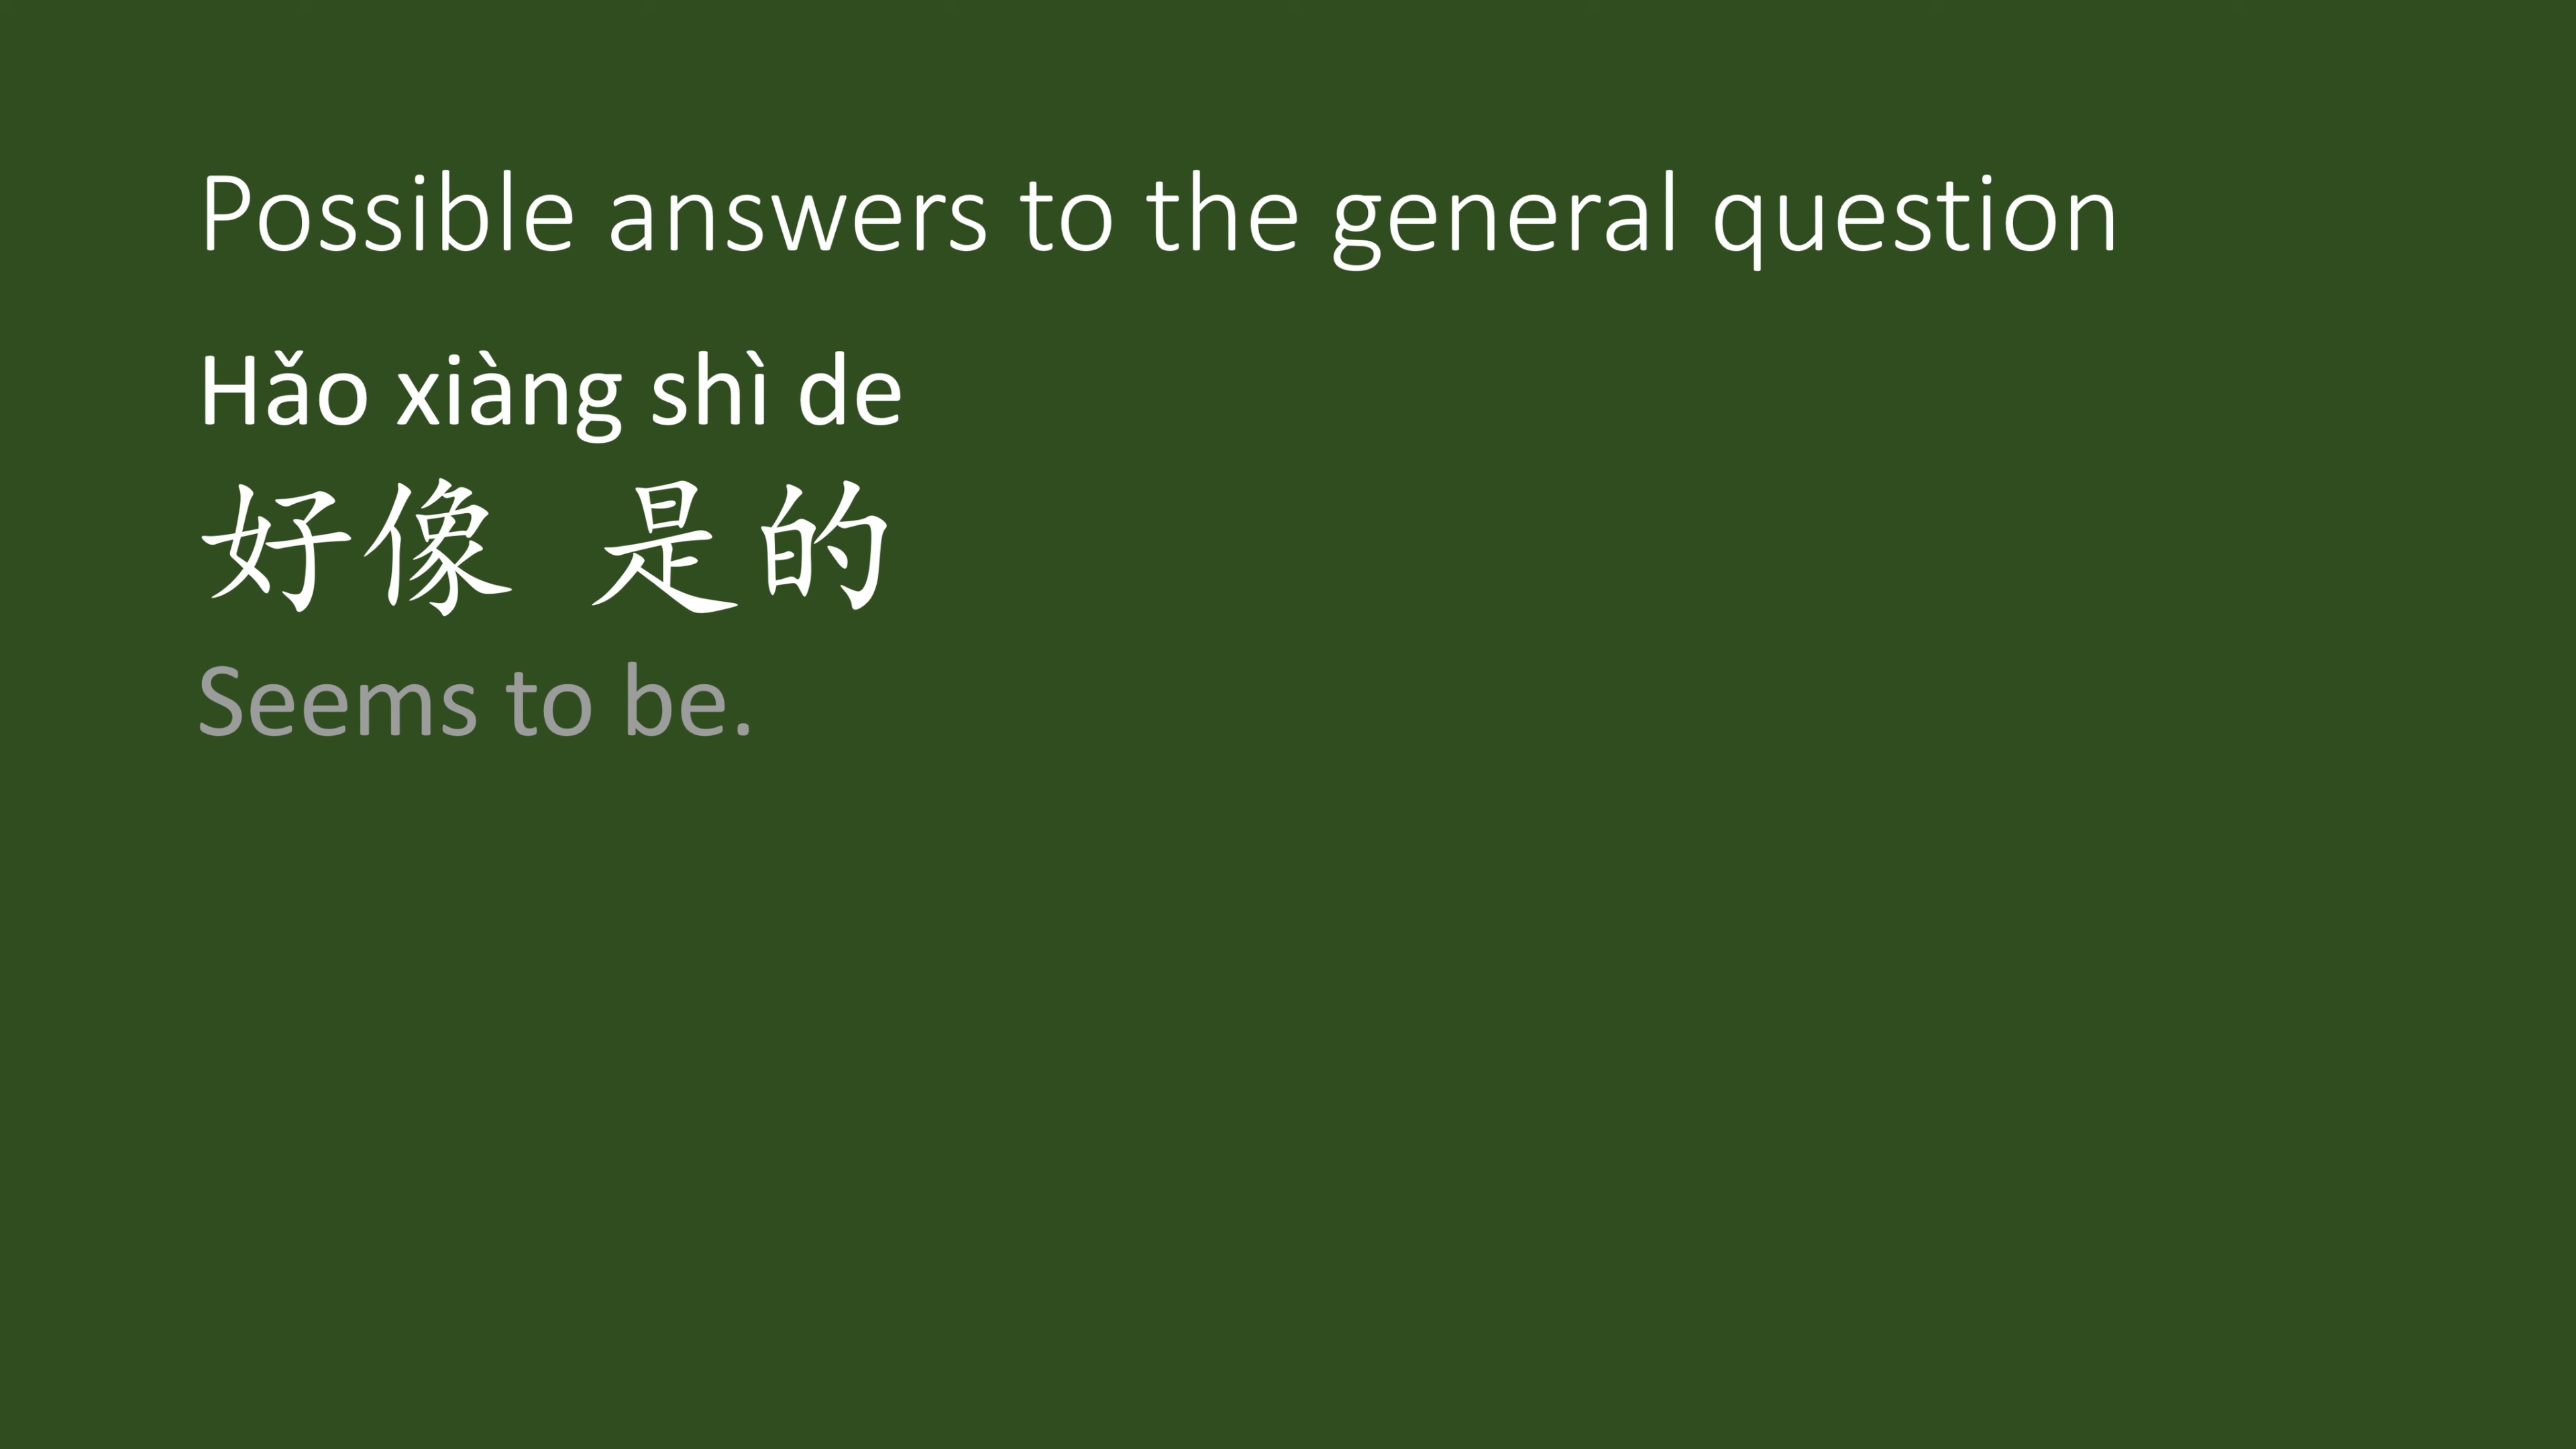 Possible answers to the general question
Hǎo xiàng shì de
好像 是的
Seems to be.